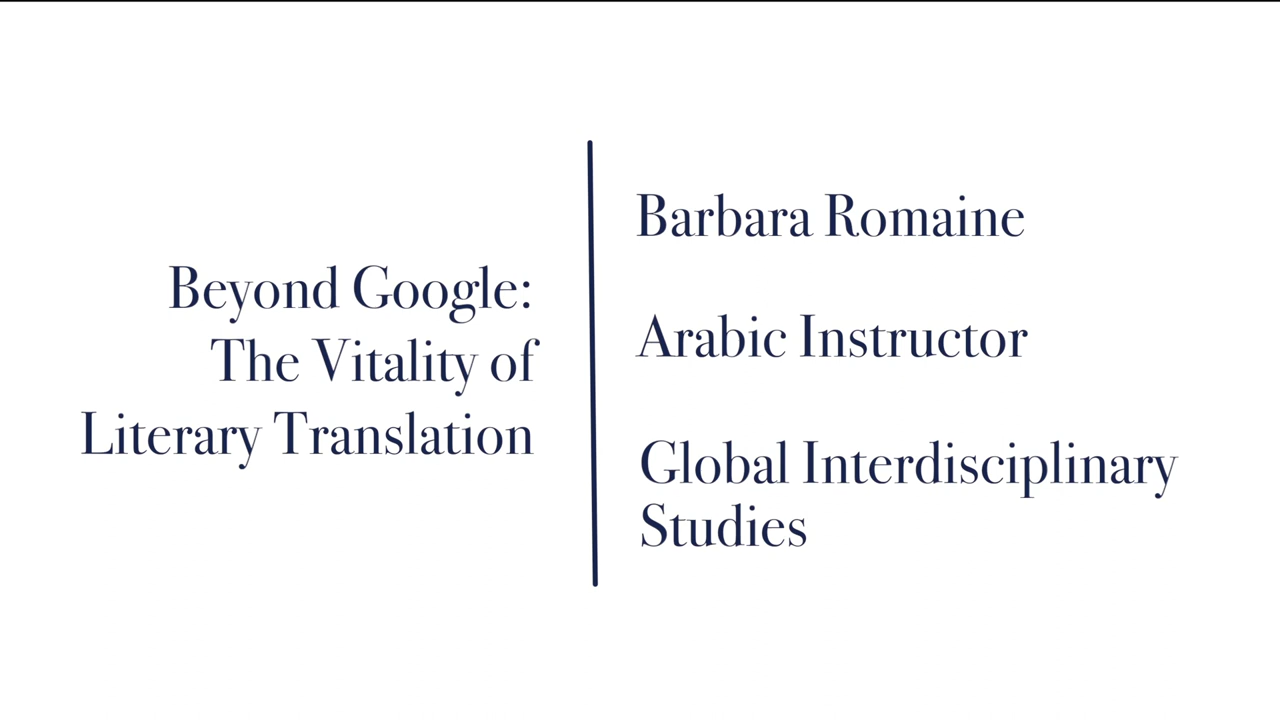 Beyond Google:
The Vitality of
Literary Translation
Barbara Romaine
Arabic Instructor
Global Interdisciplinary
Studies